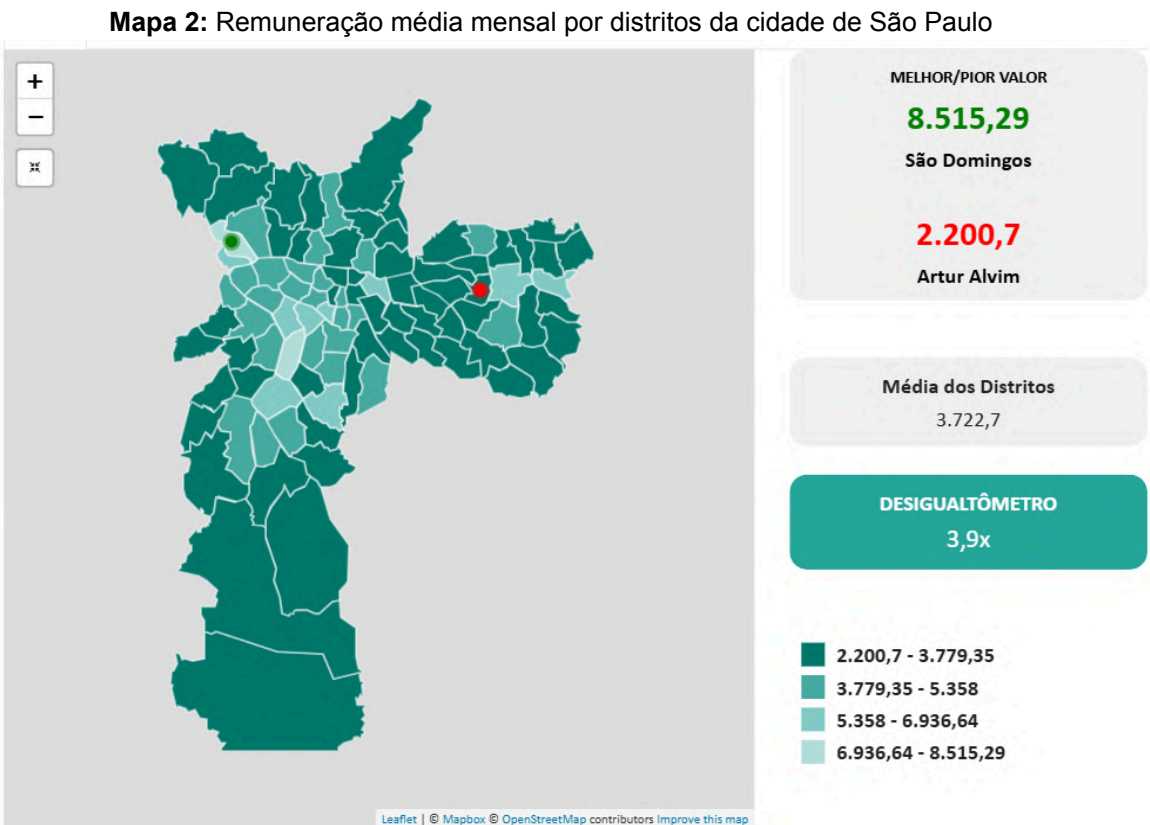 Mapa 2: Remuneração média mensal por distritos da cidade de São Paulo
+
−
MELHOR/PIOR VALOR
8.515,29
São Domingos
2.200,7
Artur Alvim
Média dos Distritos
3.722,7
DESIGUALTÔMETRO
3,9x
2.200,7 - 3.779,35
3.779,35 - 5.358
5.358 - 6.936,64
6.936,64 - 8.515,29
Leaflet | © Mapbox © OpenStreetMap contributors Improve this map